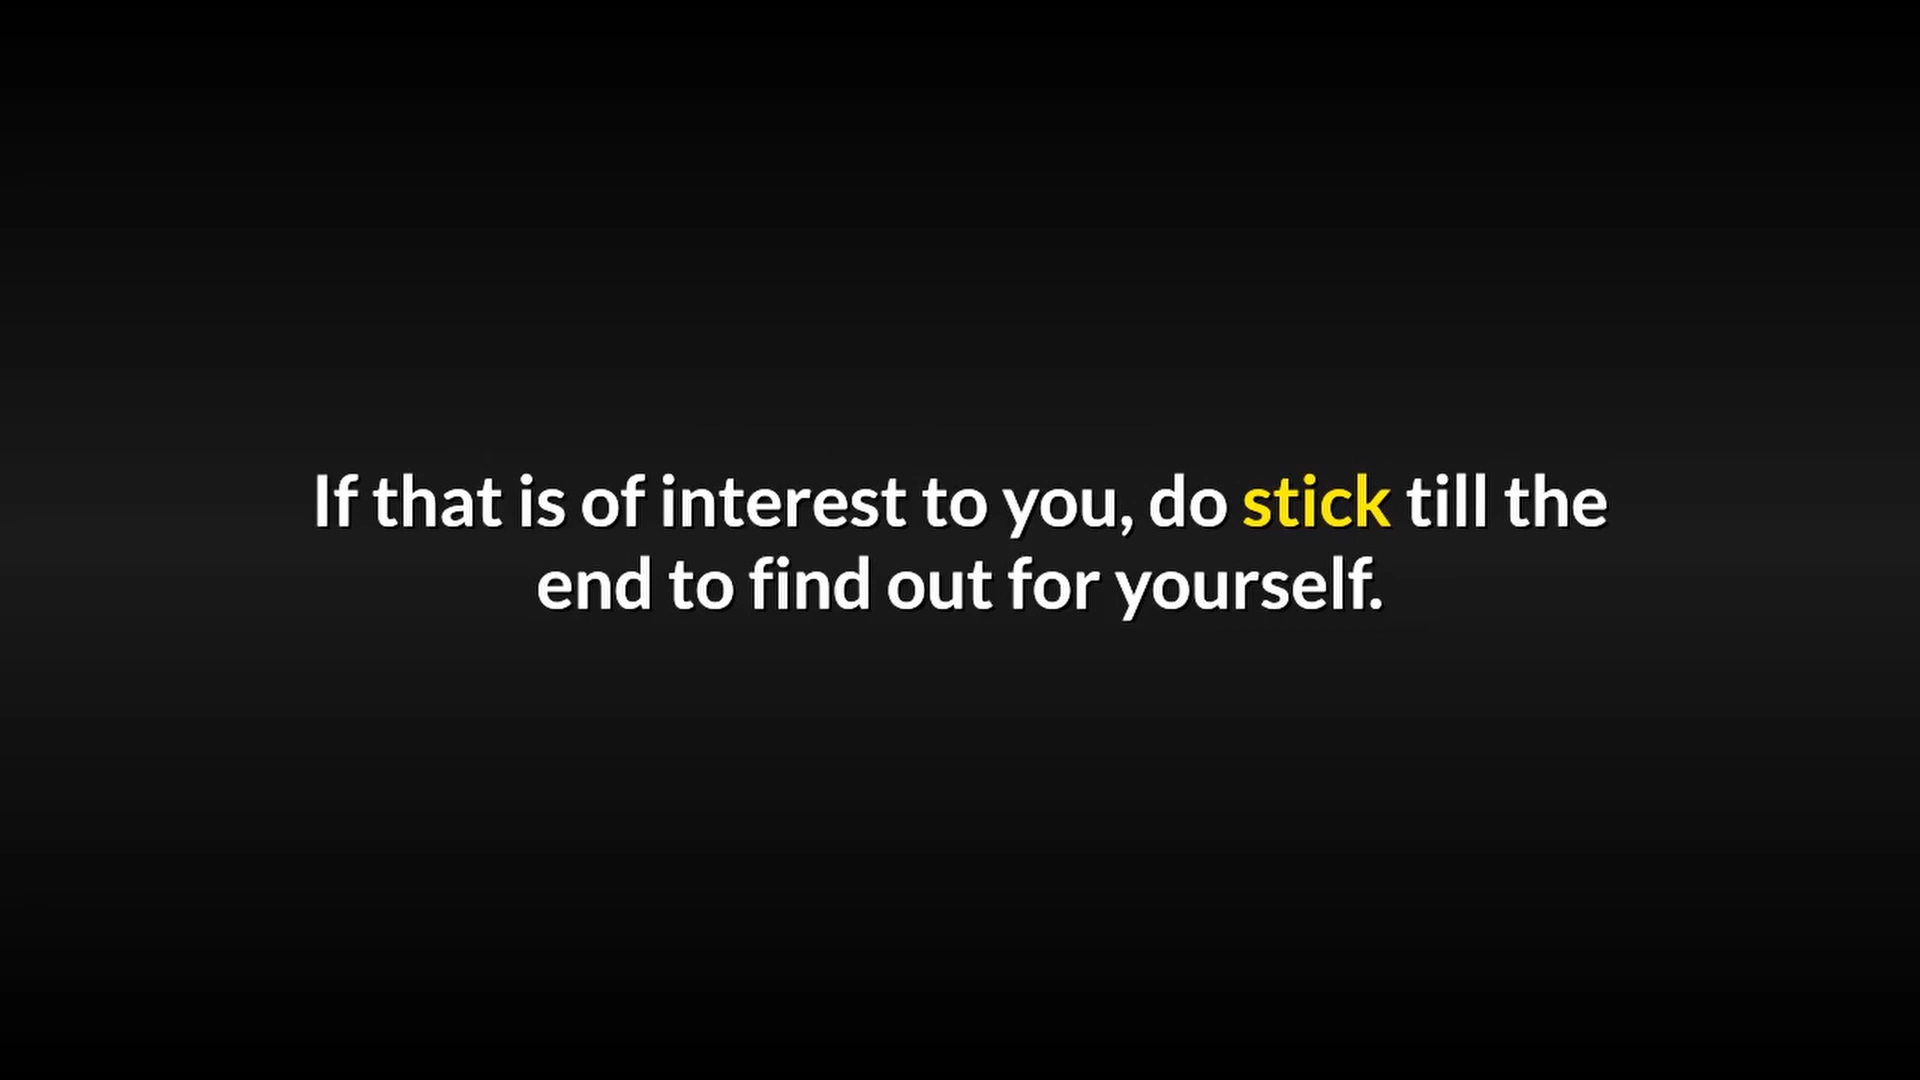 If that is of interest to you, do stick till the
end to find out for yourself.